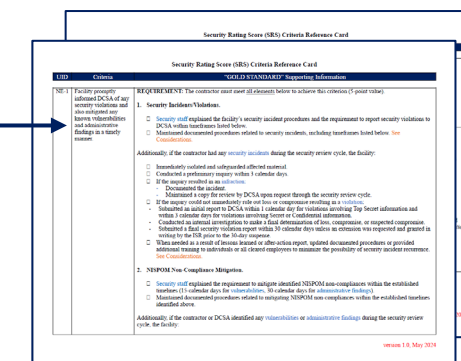 Security Rating Score (SRS) Criteria Reference Card
Security Rating Score (SRS) Criteria Reference Card
UID Criteria "GOLD STANDARD" Supporting Information
NE-1 Facility promptly informed DCSA of any security violations and also mitigated any known vulnerabilities and administrative findings in a timely manner.
REQUIREMENT: The contractor must meet all elements below to achieve this criterion (5-point value).
1. Security Incidents/Violations.
☐ Security staff explained the facility's security incident procedures and the requirement to report security violations to
DCSA within timeframes listed below.
☐ Maintained documented procedures related to security incidents, including timeframes listed below. See
Considerations.
Additionally, if the contractor had any security incidents during the security review cycle, the facility:
☐ Immediately isolated and safeguarded affected material.
☐ Conducted a preliminary inquiry within 3 calendar days.
☐ If the inquiry resulted in an infraction:
- Documented the incident.
- Maintained a copy for review by DCSA upon request through the security review cycle.
☐ If the inquiry could not immediately rule out loss or compromise resulting in a violation:
- Submitted an initial report to DCSA within 1 calendar day for violations involving Top Secret information and
within 3 calendar days for violations involving Secret or Confidential information.
- Conducted an internal investigation to make a final determination of loss, compromise, or suspected compromise.
- Submitted a final security violation report within 30 calendar days unless an extension was requested and granted in
writing by the ISR prior to the 30-day suspense.
☐ When needed as a result of lessons learned or after-action report, updated documented procedures or provided
additional training to individuals or all cleared employees to minimize the possibility of security incident recurrence.
See Considerations.
2. NISPOM Non-Compliance Mitigation.
☐ Security staff explained the requirement to mitigate identified NISPOM non-compliances within the established
timelines (15-calendar days for vulnerabilities, 30-calendar days for administrative findings).
☐ Maintained documented procedures related to mitigating NISPOM non-compliances within the established timelines
identified above.
Additionally, if the contractor or DCSA identified any vulnerabilities or administrative findings during the security review
cycle, the facility:
version 1.0, May 2024